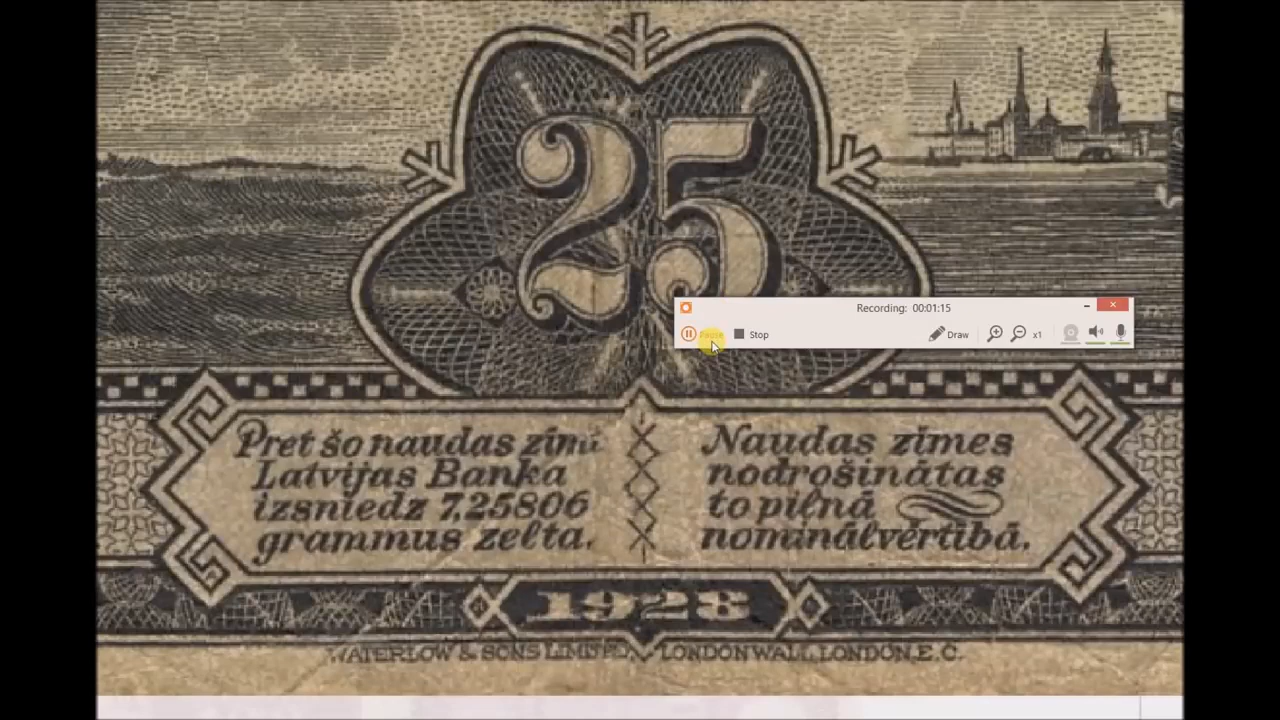 25
Recording: 00:01:15
Pause
Stop
Draw
x1
Pret šo naudas zīmi
Latvijas Banka
izsniedz 7,25806
grammus zelta.
Naudas zīmes
nodrošinātas
to pilnā
nominālvērtībā.
1928
WATERLOW & SONS LIMITED, LONDON WALL, LONDON, E.C.